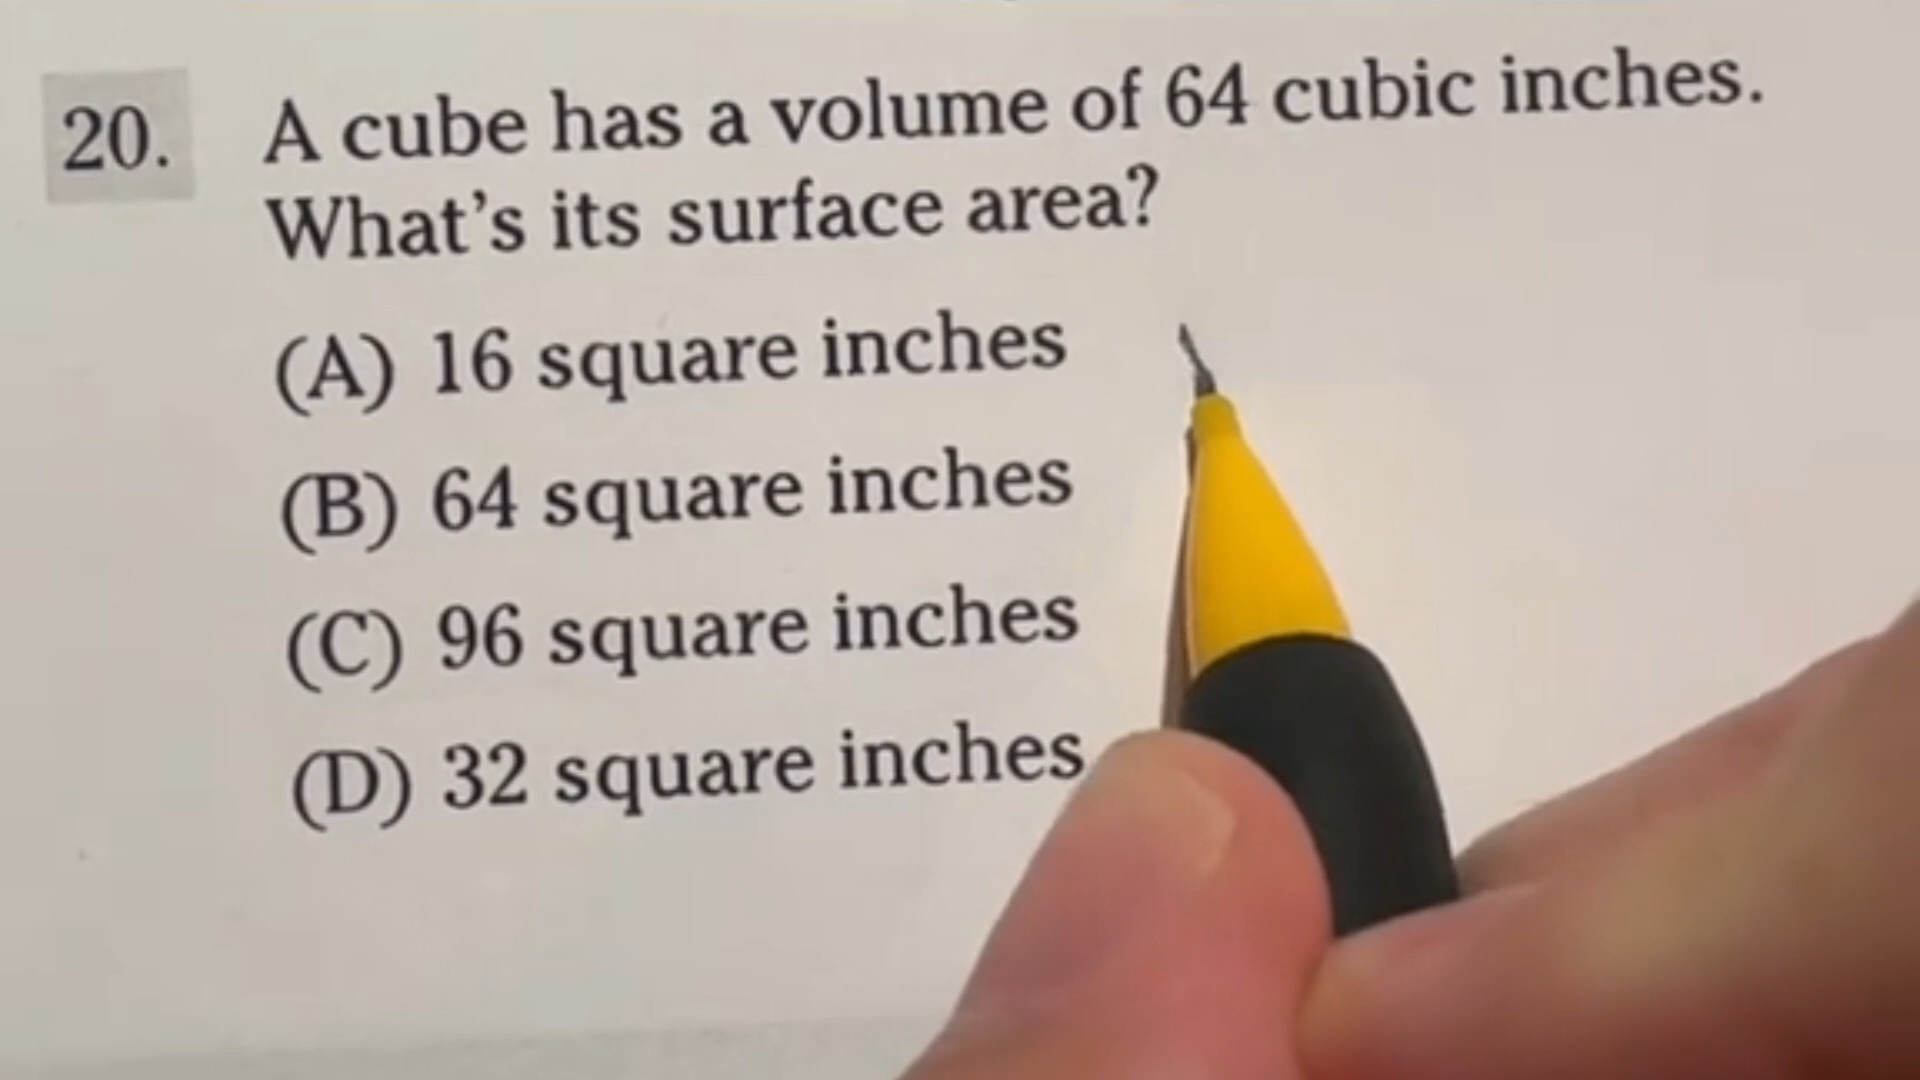 20. A cube has a volume of 64 cubic inches.
What's its surface area?
(A) 16 square inches
(B) 64 square inches
(C) 96 square inches
(D) 32 square inches